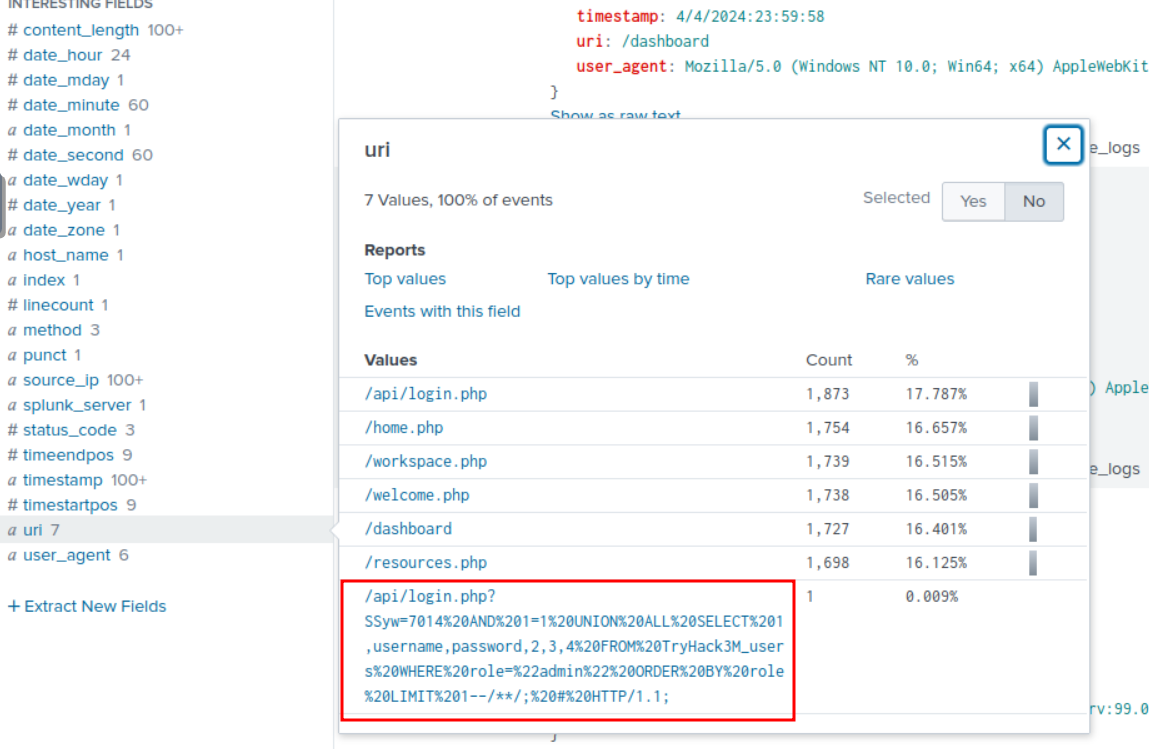 INTERESTING FIELDS
# content_length 100+
# date_hour 24
# date_mday 1
# date_minute 60
a date_month 1
# date_second 60
a date_wday 1
# date_year 1
a date_zone 1
a host_name 1
a index 1
# linecount 1
a method 3
a punct 1
a source_ip 100+
a splunk_server 1
# status_code 3
# timeendpos 9
a timestamp 100+
# timestartpos 9
a uri 7
a user_agent 6
+ Extract New Fields
timestamp: 4/4/2024:23:59:58
uri: /dashboard
user_agent: Mozilla/5.0 (Windows NT 10.0; Win64; x64) AppleWebKit
}
Show as raw text
e_logs
) Apple
e_logs
rv:99.0
}
uri
7 Values, 100% of events
Selected Yes No
Reports
Top values Top values by time Rare values
Events with this field
Values Count %
/api/login.php 1,873 17.787%
/home.php 1,754 16.657%
/workspace.php 1,739 16.515%
/welcome.php 1,738 16.505%
/dashboard 1,727 16.401%
/resources.php 1,698 16.125%
/api/login.php? 1 0.009%
SSyw=7014%20AND%201=1%20UNION%20ALL%20SELECT%201
,username,password,2,3,4%20FROM%20TryHack3M_user
s%20WHERE%20role=%22admin%22%20ORDER%20BY%20role
%20LIMIT%201--/**/;%20#%20HTTP/1.1;